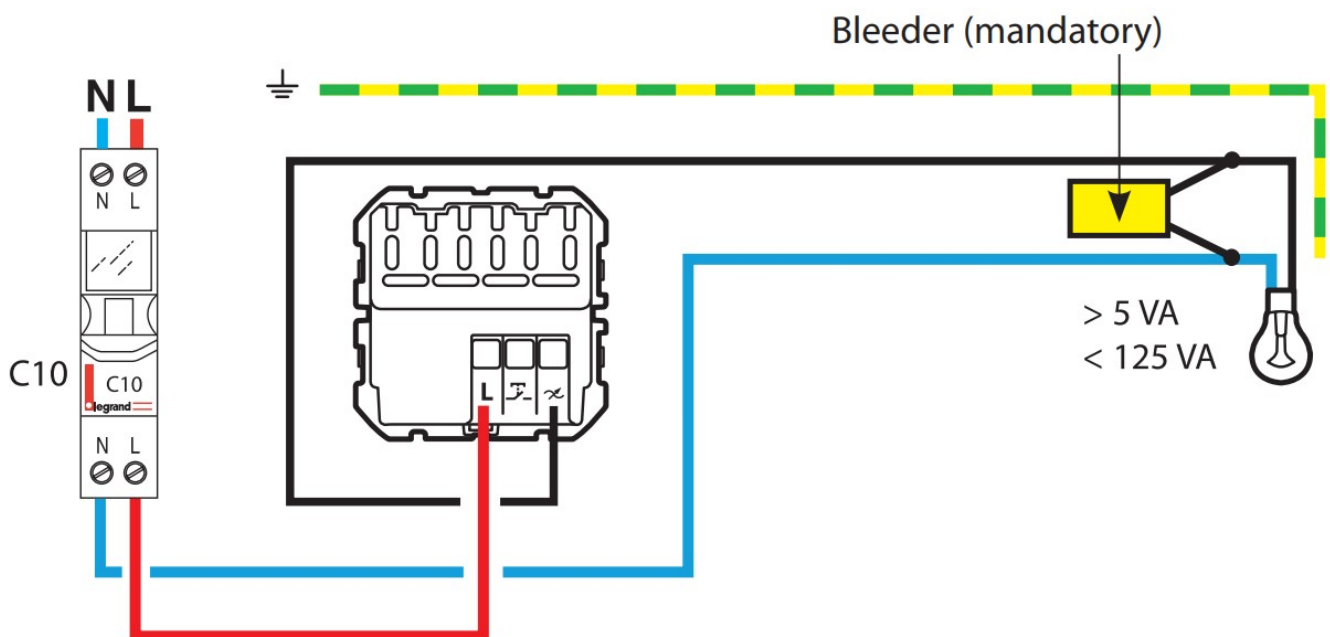 Bleeder (mandatory)
N L
N L
C10
C10
legrand
N L
L
> 5 VA
< 125 VA